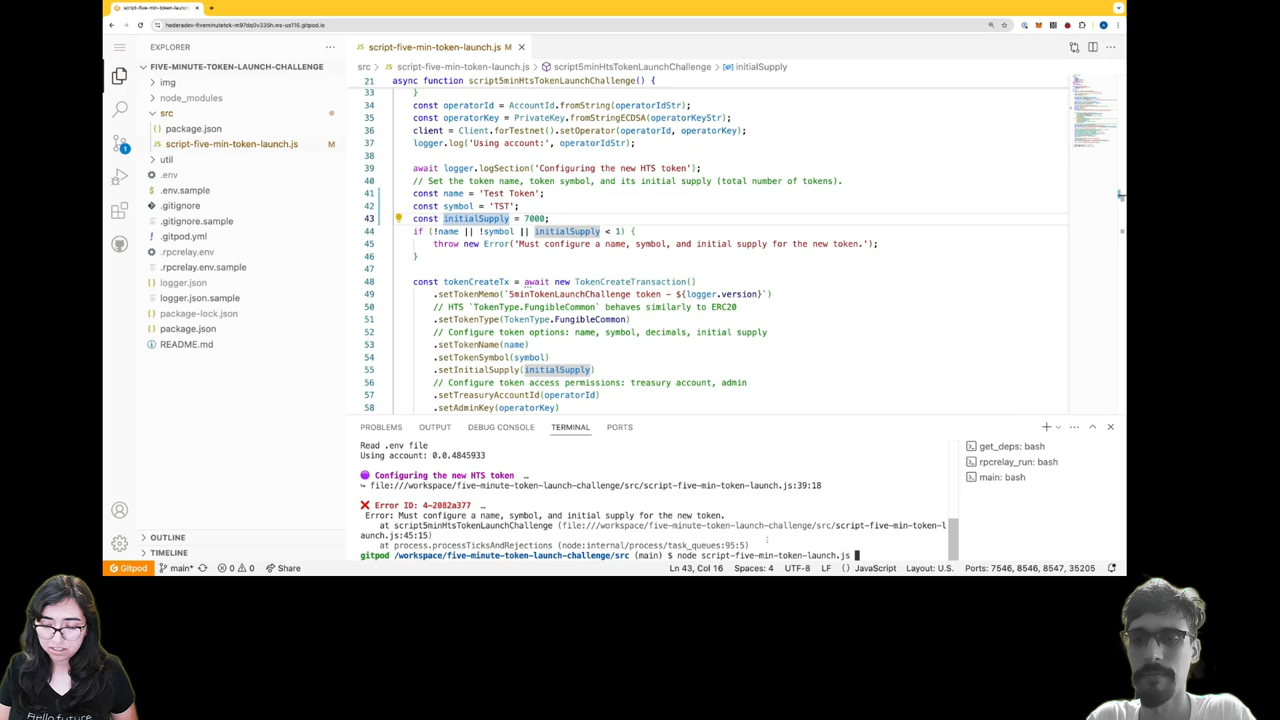 script-five-min-token-launch.js
hederadev-fiveminutetok-m97dq0v335h.ws-us116.gitpod.io
EXPLORER
FIVE-MINUTE-TOKEN-LAUNCH-CHALLENGE
img
node_modules
src
package.json
script-five-min-token-launch.js M
util
.env
.env.sample
.gitignore
.gitignore.sample
.gitpod.yml
.rpcrelay.env
.rpcrelay.env.sample
logger.json
logger.json.sample
package-lock.json
package.json
README.md
OUTLINE
TIMELINE
script-five-min-token-launch.js M
src > script-five-min-token-launch.js > script5minHtsTokenLaunchChallenge > initialSupply
21 async function script5minHtsTokenLaunchChallenge() {
33 }
34 const operatorId = AccountId.fromString(operatorIdStr);
35 const operatorKey = PrivateKey.fromStringECDSA(operatorKeyStr);
36 client = Client.forTestnet().setOperator(operatorId, operatorKey);
37 logger.log('Using account:', operatorIdStr);
38
39 await logger.logSection('Configuring the new HTS token');
40 // Set the token name, token symbol, and its initial supply (total number of tokens).
41 const name = 'Test Token';
42 const symbol = 'TST';
43 const initialSupply = 7000;
44 if (!name || !symbol || initialSupply < 1) {
45 throw new Error('Must configure a name, symbol, and initial supply for the new token.');
46 }
47
48 const tokenCreateTx = await new TokenCreateTransaction()
49 .setTokenMemo(`5minTokenLaunchChallenge token - ${logger.version}`)
50 // HTS `TokenType.FungibleCommon` behaves similarly to ERC20
51 .setTokenType(TokenType.FungibleCommon)
52 // Configure token options: name, symbol, decimals, initial supply
53 .setTokenName(name)
54 .setTokenSymbol(symbol)
55 .setInitialSupply(initialSupply)
56 // Configure token access permissions: treasury account, admin
57 .setTreasuryAccountId(operatorId)
58 .setAdminKey(operatorKey)
PROBLEMS OUTPUT DEBUG CONSOLE TERMINAL PORTS
Read .env file
Using account: 0.0.4845933
Configuring the new HTS token …
↪ file:///workspace/five-minute-token-launch-challenge/src/script-five-min-token-launch.js:39:18
❌ Error ID: 4-2082a377 …
Error: Must configure a name, symbol, and initial supply for the new token.
at script5minHtsTokenLaunchChallenge (file:///workspace/five-minute-token-launch-challenge/src/script-five-min-token-l
aunch.js:45:15)
at process.processTicksAndRejections (node:internal/process/task_queues:95:5)
gitpod /workspace/five-minute-token-launch-challenge/src (main) $ node script-five-min-token-launch.js
get_deps: bash
rpcrelay_run: bash
main: bash
Gitpod main* 0 0 Share Ln 43, Col 16 Spaces: 4 UTF-8 LF {} JavaScript Layout: U.S. Ports: 7546, 8546, 8547, 35205
Hello future